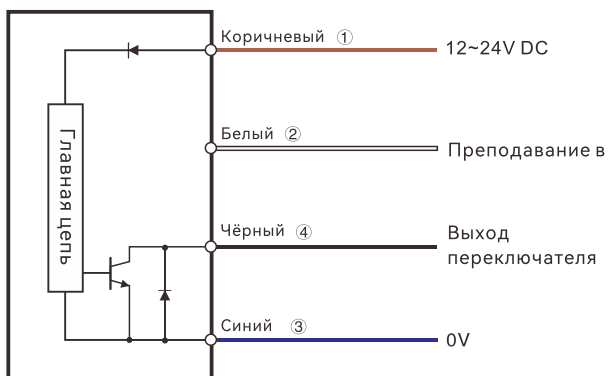 Коричневый ①
12~24V DC
Главная цепь
Белый ②
Преподавание в
Чёрный ④
Выход
переключателя
Синий ③
0V